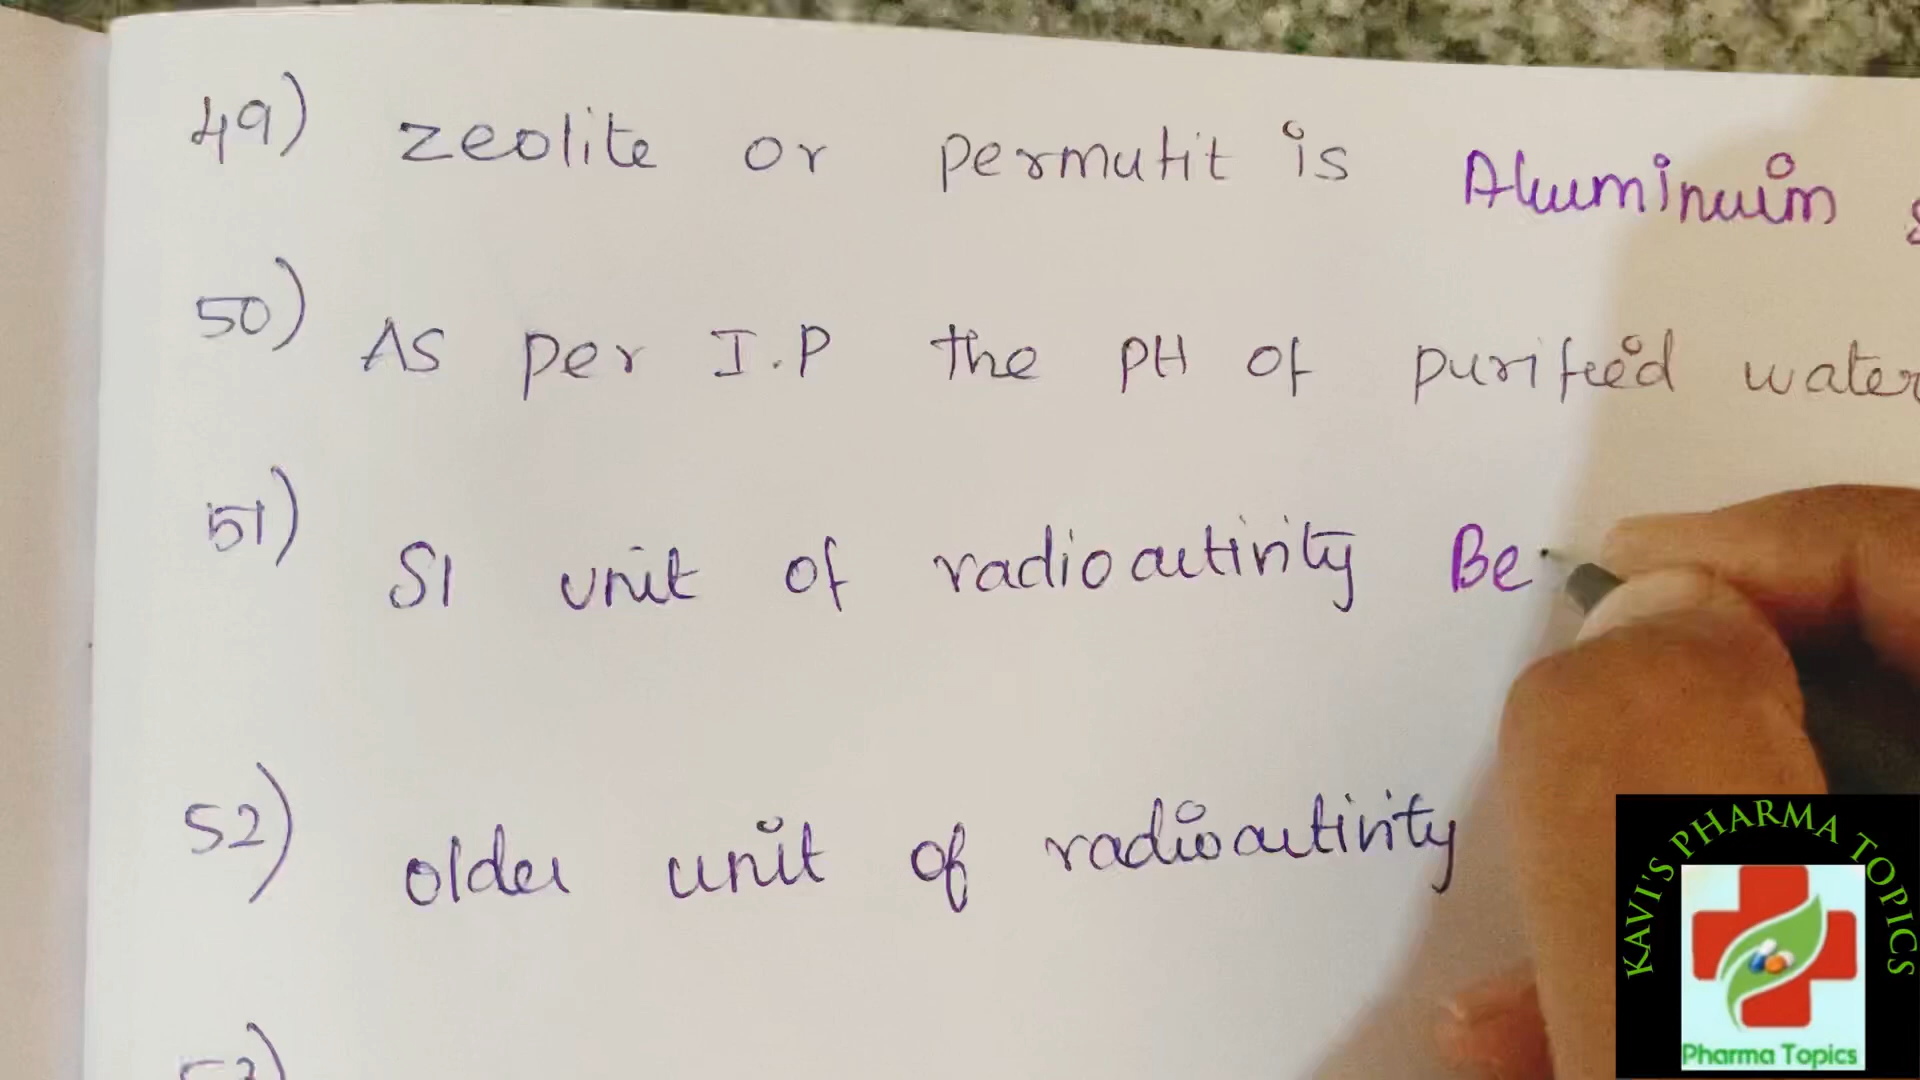 49) zeolite or permutit is Aluminuim s
50) As per I.P the PH of purified water
51) SI unit of radioactivity Be
52) older unit of radioactivity
53)
KAVI'S PHARMA TOPICS
Pharma Topics